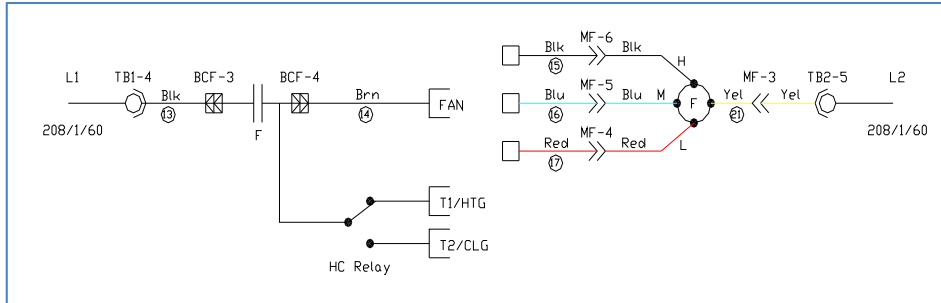 MF-6
Blk Blk
15
H
L1 TB1-4 BCF-3 BCF-4
MF-5
MF-3
TB2-5 L2
Blk
13
Brn
14
FAN
Blu Blu
16
M
F
Yel Yel
21
208/1/60
F
MF-4
Red Red
17
L
208/1/60
T1/HTG
T2/CLG
HC Relay